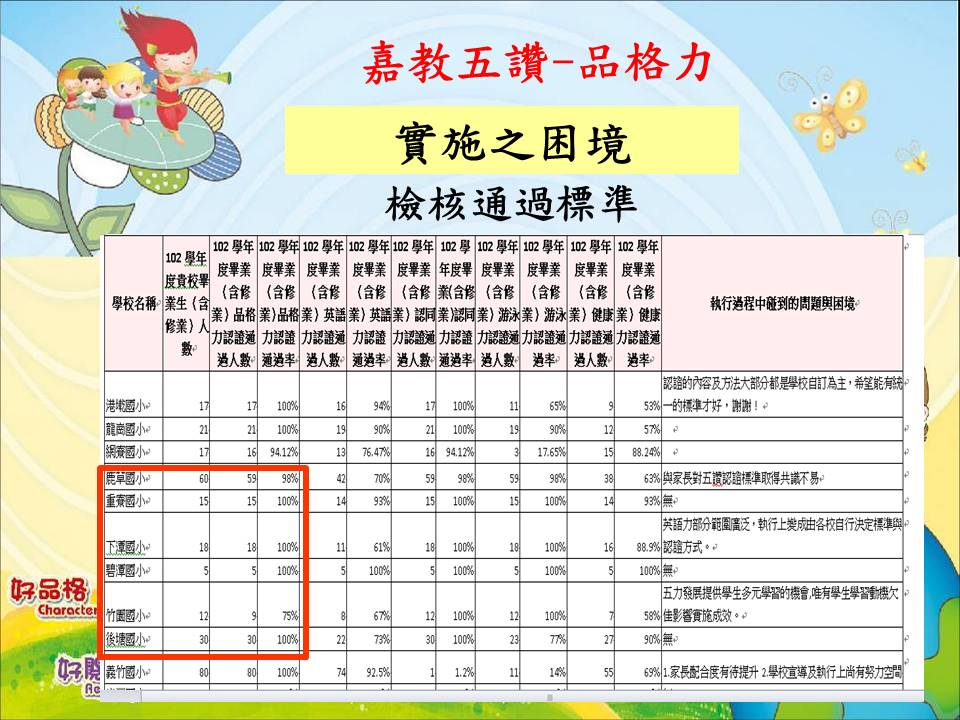 嘉教五讚-品格力
實施之困境
檢核通過標準
學校名稱 102 學年度貴校畢業生（含修業）人數 102 學年度畢業（含修業）品格力認證通過人數 102 學年度畢業（含修業）品格力認證通過率 102 學年度畢業（含修業）英語力認證通過人數 102 學年度畢業（含修業）英語力認證通過率 102 學年度畢業（含修業）認同力認證通過人數 102 學年度畢業(含修業)認同力認證通過率 102 學年度畢業（含修業）游泳力認證通過人數 102 學年度畢業（含修業）游泳力認證通過率 102 學年度畢業（含修業）健康力認證通過人數 102 學年度畢業（含修業）健康力認證通過率 執行過程中碰到的問題與困境
港墘國小 17 17 100% 16 94% 17 100% 11 65% 9 53% 認證的內容及方法大部分都是學校自訂為主，希望能有統一的標準才好，謝謝！
龍崗國小 21 21 100% 19 90% 21 100% 19 90% 12 57%
網寮國小 17 16 94.12% 13 76.47% 16 94.12% 3 17.65% 15 88.24%
鹿草國小 60 59 98% 42 70% 59 98% 59 98% 38 63% 與家長對五讚認證標準取得共識不易
重寮國小 15 15 100% 14 93% 15 100% 15 100% 14 93% 無
下潭國小 18 18 100% 11 61% 18 100% 18 100% 16 88.9% 英語力部分範圍廣泛，執行上變成由各校自行決定標準與認證方式。
碧潭國小 5 5 100% 5 100% 5 100% 5 100% 5 100% 無
竹園國小 12 9 75% 8 67% 12 100% 12 100% 7 58% 五力發展提供學生多元學習的機會,唯有學生學習動機欠佳影響實施成效。
後塘國小 30 30 100% 22 73% 30 100% 23 77% 27 90% 無
義竹國小 80 80 100% 74 92.5% 1 1.2% 11 14% 55 69% 1.家長配合度有待提升 2.學校宣導及執行上尚有努力空間
好品格
Character
好閱
Re